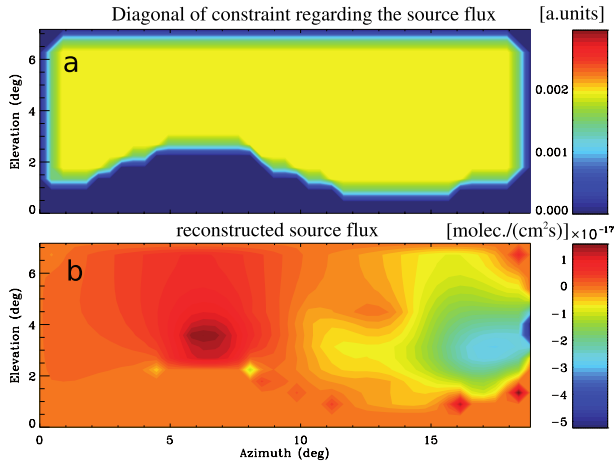 Diagonal of constraint regarding the source flux [a.units]
a
Elevation (deg)
6
4
2
0
0.002
0.001
0.000
reconstructed source flux [molec./(cm²s)] ×10⁻¹⁷
b
Elevation (deg)
6
4
2
0
0 5 10 15
Azimuth (deg)
1
0
-1
-2
-3
-4
-5